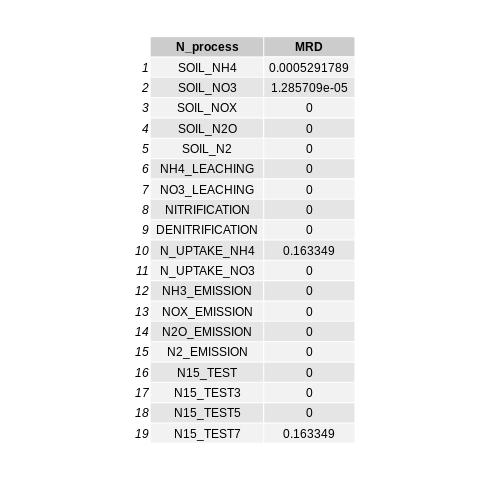 N_process MRD
1 SOIL_NH4 0.0005291789
2 SOIL_NO3 1.285709e-05
3 SOIL_NOX 0
4 SOIL_N2O 0
5 SOIL_N2 0
6 NH4_LEACHING 0
7 NO3_LEACHING 0
8 NITRIFICATION 0
9 DENITRIFICATION 0
10 N_UPTAKE_NH4 0.163349
11 N_UPTAKE_NO3 0
12 NH3_EMISSION 0
13 NOX_EMISSION 0
14 N2O_EMISSION 0
15 N2_EMISSION 0
16 N15_TEST 0
17 N15_TEST3 0
18 N15_TEST5 0
19 N15_TEST7 0.163349